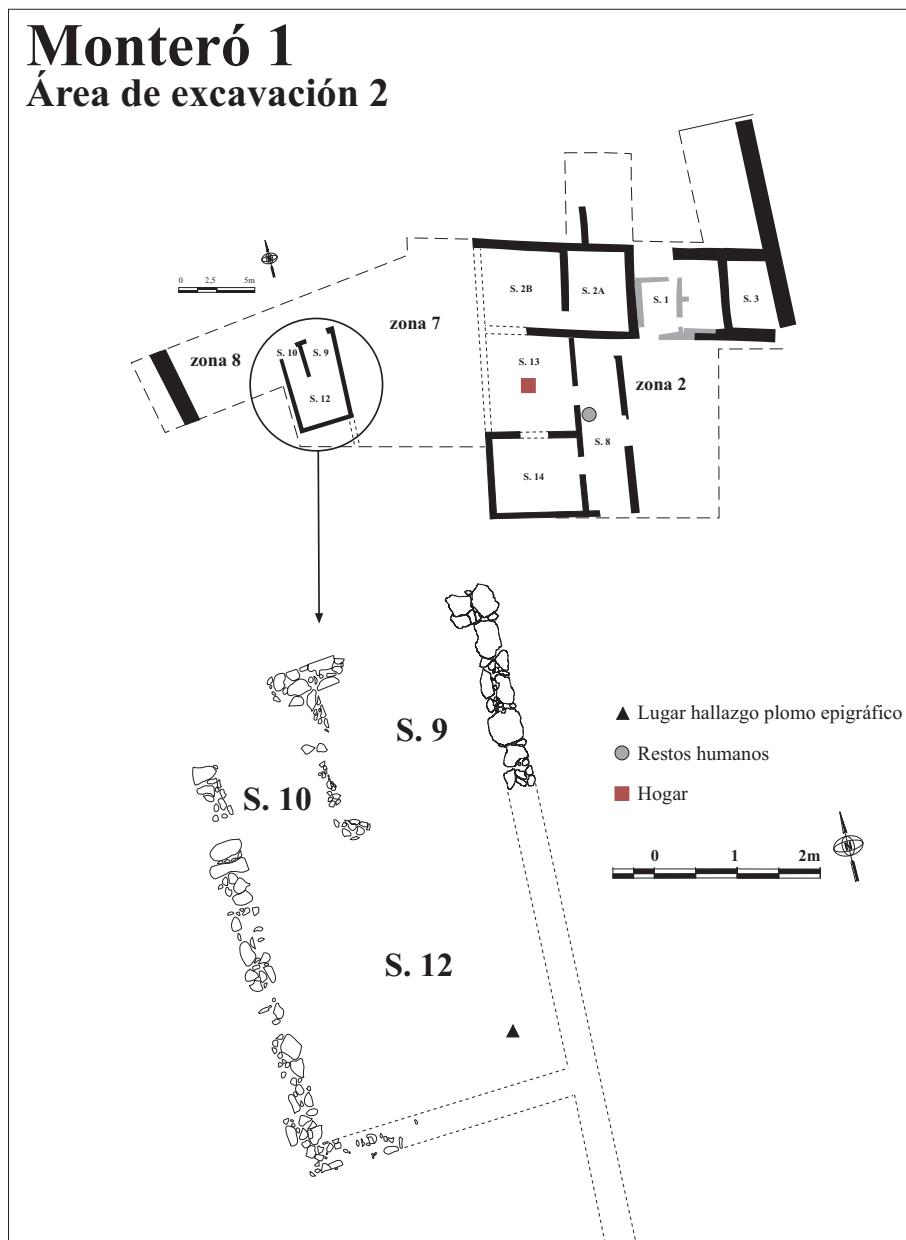 Monteró 1
Área de excavación 2
N
0 2,5 5m
zona 8
zona 7
zona 2
S. 10
S. 9
S. 12
S. 2B
S. 2A
S. 1
S. 3
S. 13
S. 8
S. 14
S. 9
S. 10
S. 12
Lugar hallazgo plomo epigráfico
Restos humanos
Hogar
0 1 2m
N